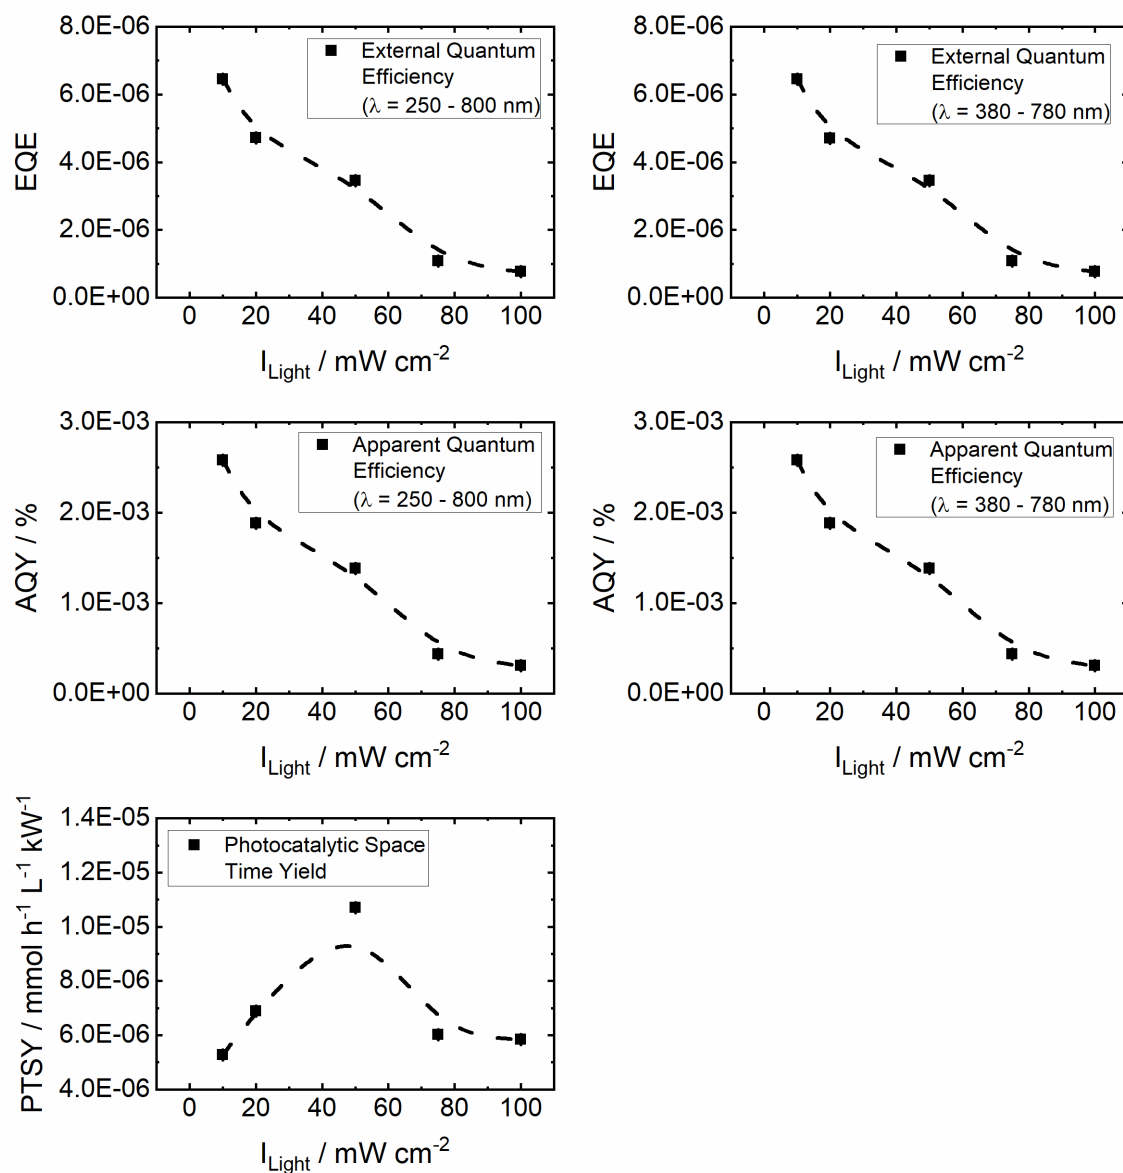 8.0E-06
6.0E-06
4.0E-06
2.0E-06
0.0E+00
EQE
External Quantum
Efficiency
(λ = 250 - 800 nm)
0 20 40 60 80 100
I_Light / mW cm⁻²
8.0E-06
6.0E-06
4.0E-06
2.0E-06
0.0E+00
EQE
External Quantum
Efficiency
(λ = 380 - 780 nm)
0 20 40 60 80 100
I_Light / mW cm⁻²
3.0E-03
2.0E-03
1.0E-03
0.0E+00
AQY / %
Apparent Quantum
Efficiency
(λ = 250 - 800 nm)
0 20 40 60 80 100
I_Light / mW cm⁻²
3.0E-03
2.0E-03
1.0E-03
0.0E+00
AQY / %
Apparent Quantum
Efficiency
(λ = 380 - 780 nm)
0 20 40 60 80 100
I_Light / mW cm⁻²
1.4E-05
1.2E-05
1.0E-05
8.0E-06
6.0E-06
4.0E-06
PTSY / mmol h⁻¹ L⁻¹ kW⁻¹
Photocatalytic Space
Time Yield
0 20 40 60 80 100
I_Light / mW cm⁻²